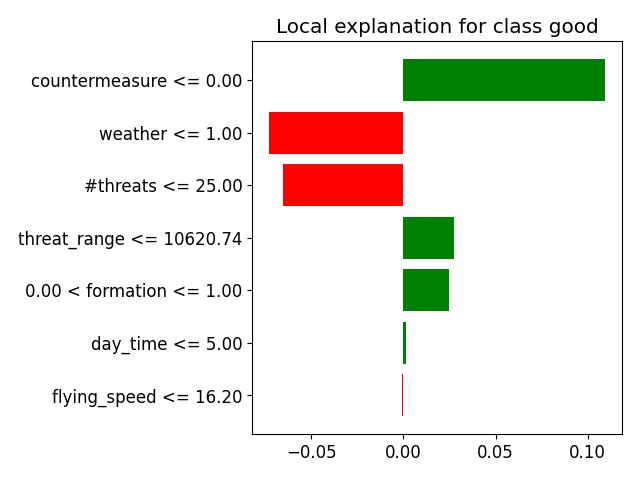 Local explanation for class good
countermeasure <= 0.00
weather <= 1.00
#threats <= 25.00
threat_range <= 10620.74
0.00 < formation <= 1.00
day_time <= 5.00
flying_speed <= 16.20
−0.05 0.00 0.05 0.10